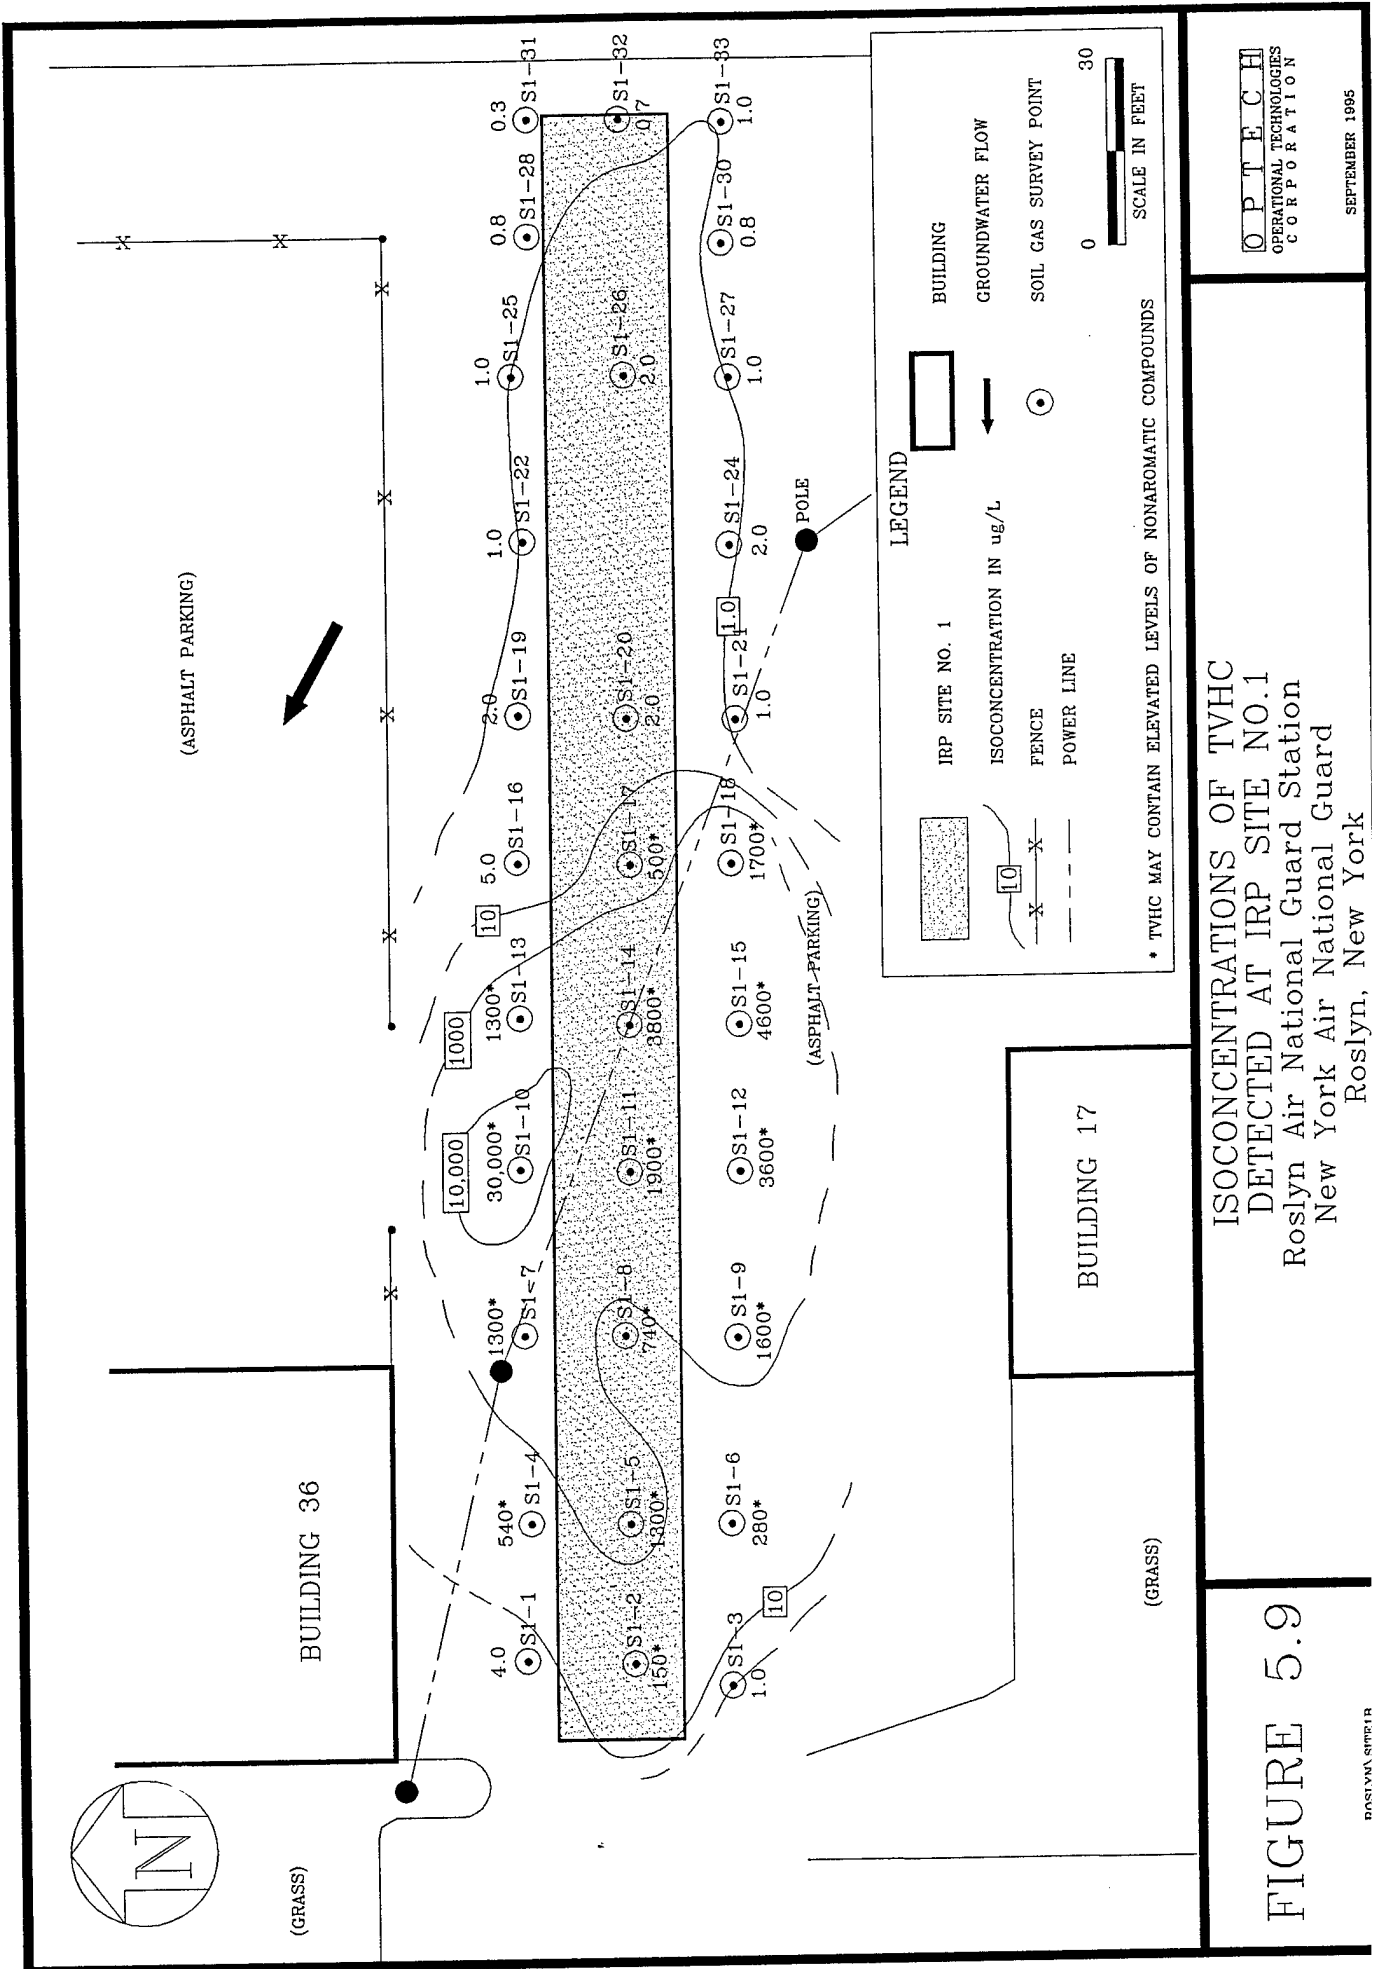 N
(GRASS)
BUILDING 36
(ASPHALT PARKING)
4.0
S1-1
540*
S1-4
1300*
S1-7
30,000*
S1-10
10,000
1300*
S1-13
1000
10
5.0
S1-16
2.0
S1-19
1.0
S1-22
1.0
S1-25
0.8
S1-28
0.3
S1-31
S1-2
150*
S1-5
1300*
S1-8
740*
S1-11
1900*
S1-14
3800*
S1-17
500*
S1-20
2.0
S1-26
2.0
S1-32
0.7
S1-3
1.0
10
S1-6
280*
S1-9
1600*
S1-12
3600*
S1-15
4600*
S1-18
1700*
S1-21
1.0
1.0
S1-24
2.0
S1-27
1.0
S1-30
0.8
S1-33
1.0
(ASPHALT PARKING)
POLE
BUILDING 17
(GRASS)
LEGEND
IRP SITE NO. 1
BUILDING
10
ISOCONCENTRATION IN ug/L
GROUNDWATER FLOW
X X
FENCE
SOIL GAS SURVEY POINT
POWER LINE
0 30
SCALE IN FEET
* TVHC MAY CONTAIN ELEVATED LEVELS OF NONAROMATIC COMPOUNDS
FIGURE 5.9
ROSLYN\SITE1B
ISOCONCENTRATIONS OF TVHC
DETECTED AT IRP SITE NO.1
Roslyn Air National Guard Station
New York Air National Guard
Roslyn, New York
OPTECH
OPERATIONAL TECHNOLOGIES
CORPORATION
SEPTEMBER 1995